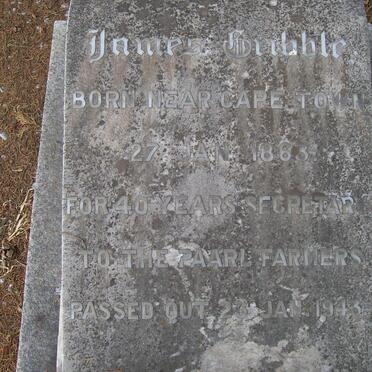 James Gribble
BORN NEAR CAPE TOWN
27 JAN 1883
FOR 40 YEARS SECRETARY
TO THE PAARL FARMERS
PASSED OUT JAN 1943